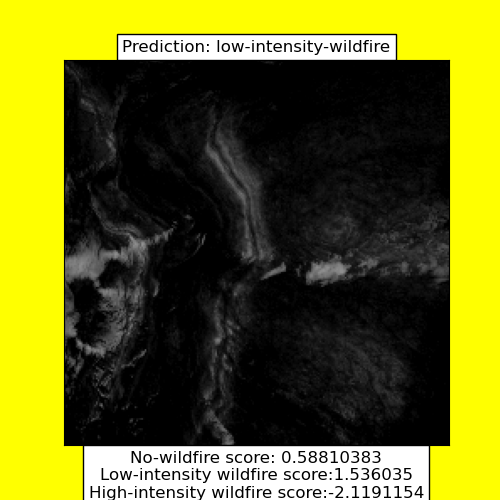 Prediction: low-intensity-wildfire
No-wildfire score: 0.58810383
Low-intensity wildfire score:1.536035
High-intensity wildfire score:-2.1191154